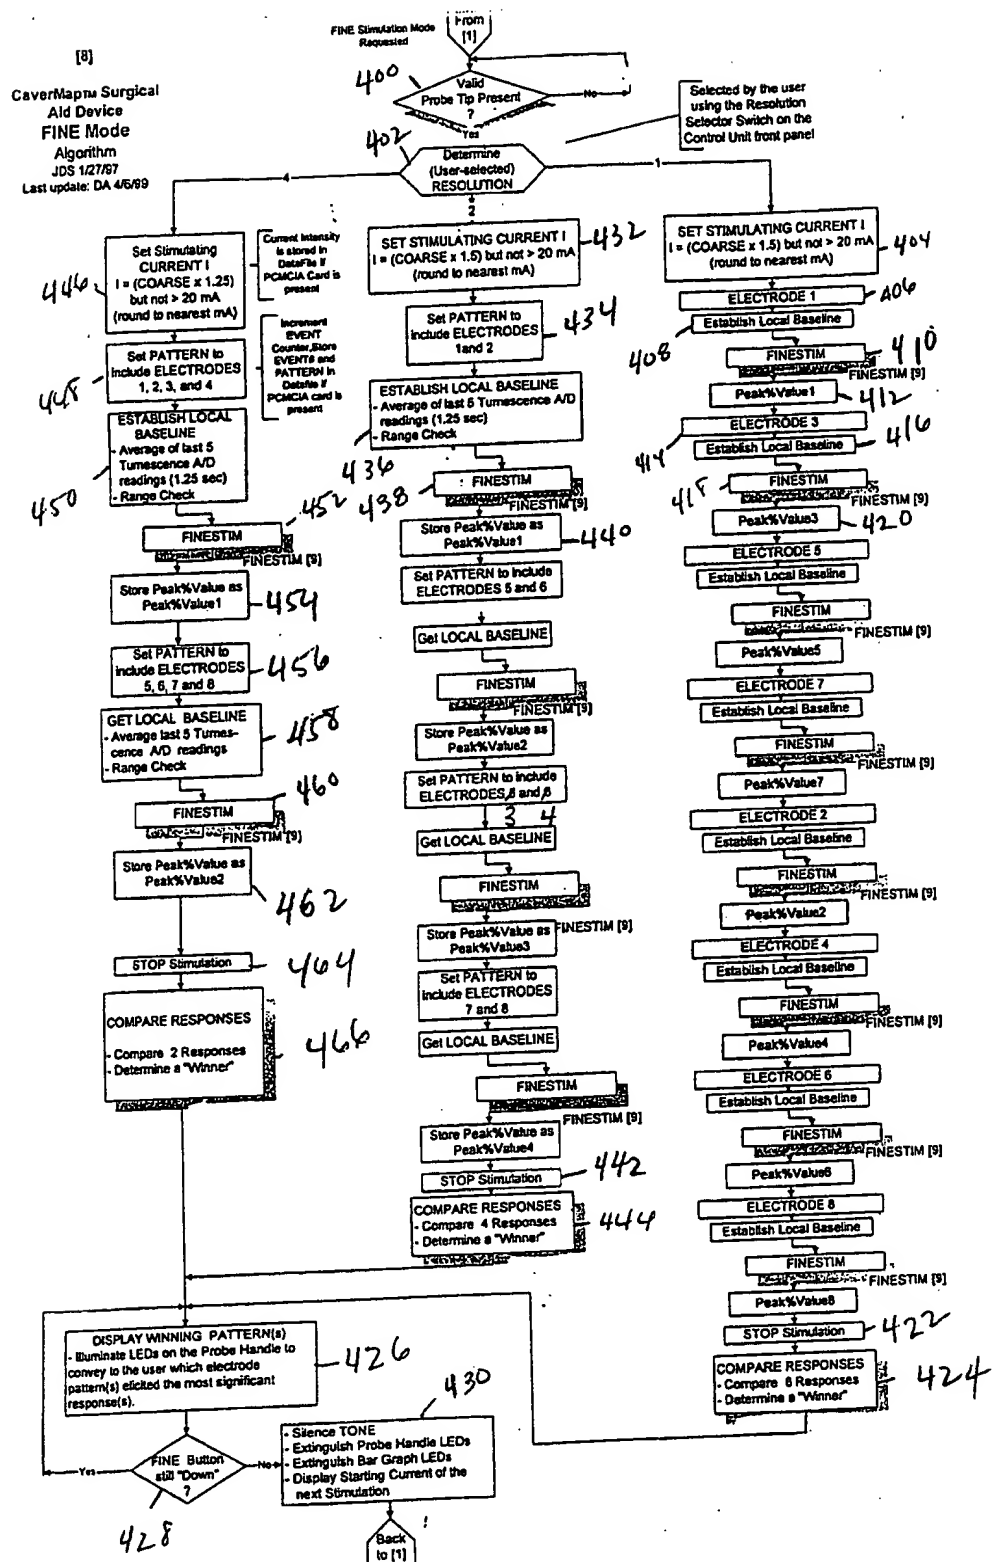 [8]
CaverMap™ Surgical
Aid Device
FINE Mode
Algorithm
JDS 1/27/97
Last update: DA 4/6/99
FINE Stimulation Mode
Requested
From
[1]
400
Valid
Probe Tip Present
?
No
Yes
Selected by the user
using the Resolution
Selector Switch on the
Control Unit front panel
402
Determine
(User-selected)
RESOLUTION
4
2
1
Set Stimulating
CURRENT I
I = (COARSE x 1.25)
but not > 20 mA
(round to nearest mA)
446
Current Intensity
is stored in
DataFile if
PCMCIA Card is
present
Set PATTERN to
include ELECTRODES
1, 2, 3, and 4
448
Increment
EVENT
Counter,Store
EVENT# and
PATTERN in
Datafile if
PCMCIA card is
present
ESTABLISH LOCAL
BASELINE
- Average of last 5
Tumescence A/D
readings (1.25 sec)
- Range Check
450
452
FINESTIM
FINESTIM [9]
Store Peak%Value as
Peak%Value1
454
Set PATTERN to
include ELECTRODES
5, 6, 7 and 8
456
GET LOCAL BASELINE
- Average last 5 Tumes-
cence A/D readings
- Range Check
458
460
FINESTIM
FINESTIM [9]
Store Peak%Value as
Peak%Value2
462
STOP Stimulation
464
COMPARE RESPONSES
- Compare 2 Responses
- Determine a "Winner"
466
SET STIMULATING CURRENT I
I = (COARSE x 1.5) but not > 20 mA
(round to nearest mA)
432
Set PATTERN to
include ELECTRODES
1and 2
434
ESTABLISH LOCAL BASELINE
- Average of last 5 Tumescence A/D
readings (1.25 sec)
- Range Check
436
438
FINESTIM
FINESTIM [9]
Store Peak%Value as
Peak%Value1
440
Set PATTERN to include
ELECTRODES 5 and 6
Get LOCAL BASELINE
FINESTIM
FINESTIM [9]
Store Peak%Value as
Peak%Value2
Set PATTERN to include
ELECTRODES and
3 4
Get LOCAL BASELINE
FINESTIM
FINESTIM [9]
Store Peak%Value as
Peak%Value3
Set PATTERN to
include ELECTRODES
7 and 8
Get LOCAL BASELINE
FINESTIM
FINESTIM [9]
Store Peak%Value as
Peak%Value4
STOP Stimulation
442
COMPARE RESPONSES
- Compare 4 Responses
- Determine a "Winner"
444
SET STIMULATING CURRENT I
I = (COARSE x 1.5) but not > 20 mA
(round to nearest mA)
404
ELECTRODE 1
406
Establish Local Baseline
408
FINESTIM
410
FINESTIM [9]
Peak%Value1
412
ELECTRODE 3
414
Establish Local Baseline
416
418
FINESTIM
FINESTIM [9]
Peak%Value3
420
ELECTRODE 5
Establish Local Baseline
FINESTIM
FINESTIM [9]
Peak%Value5
ELECTRODE 7
Establish Local Baseline
FINESTIM
FINESTIM [9]
Peak%Value7
ELECTRODE 2
Establish Local Baseline
FINESTIM
FINESTIM [9]
Peak%Value2
ELECTRODE 4
Establish Local Baseline
FINESTIM
FINESTIM [9]
Peak%Value4
ELECTRODE 6
Establish Local Baseline
FINESTIM
FINESTIM [9]
Peak%Value6
ELECTRODE 8
Establish Local Baseline
FINESTIM
FINESTIM [9]
Peak%Value8
STOP Stimulation
422
COMPARE RESPONSES
- Compare 8 Responses
- Determine a "Winner"
424
DISPLAY WINNING PATTERN(s)
- Illuminate LEDs on the Probe Handle to
convey to the user which electrode
pattern(s) elicited the most significant
response(s).
426
FINE Button
still "Down"
?
Yes
No
428
430
- Silence TONE
- Extinguish Probe Handle LEDs
- Extinguish Bar Graph LEDs
- Display Starting Current of the
next Stimulation
Back
to [1]